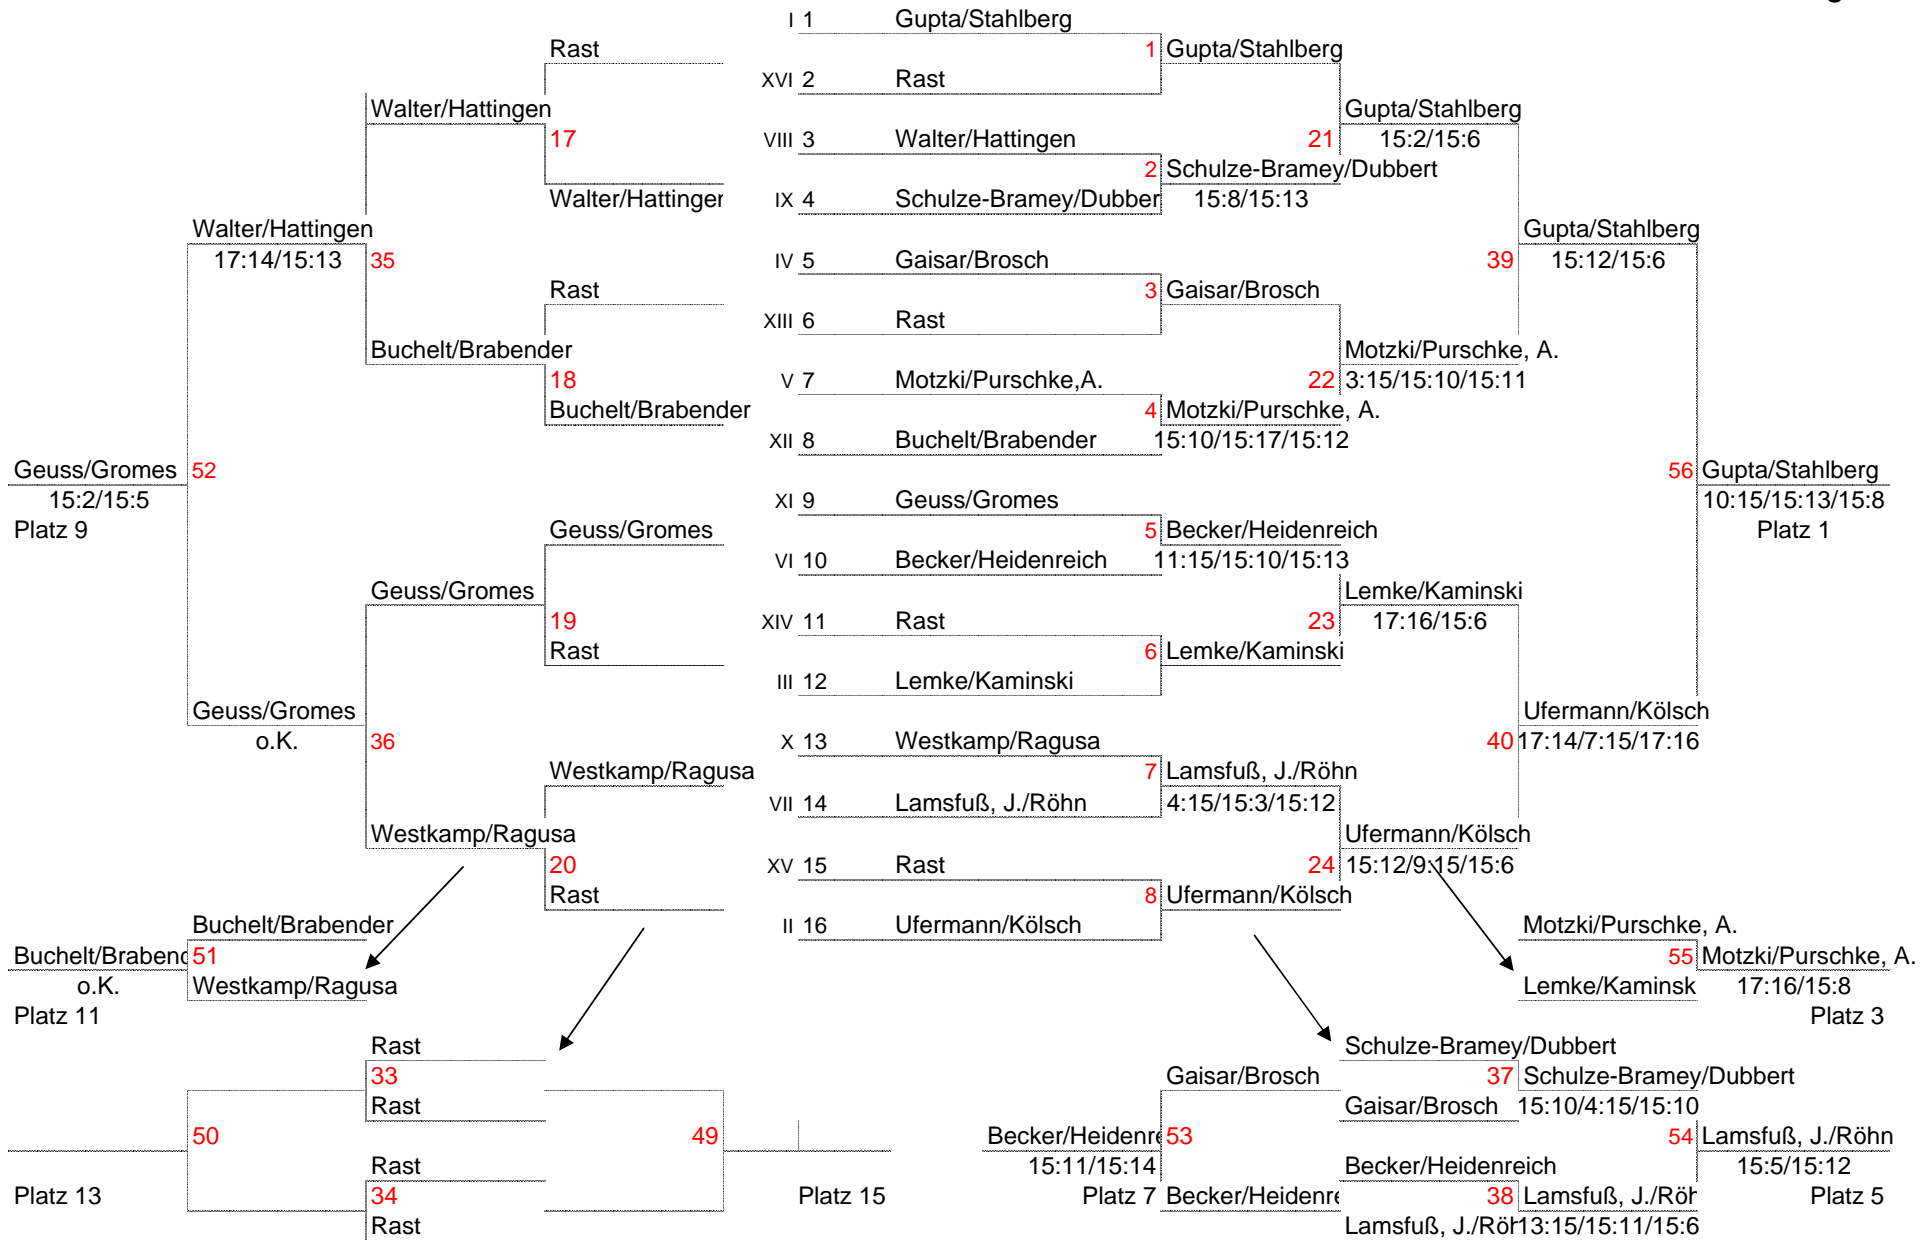 g
I 1 Gupta/Stahlberg
Rast 1 Gupta/Stahlberg
XVI 2 Rast
Walter/Hattingen Gupta/Stahlberg
17 VIII 3 Walter/Hattingen 21 15:2/15:6
2 Schulze-Bramey/Dubbert
Walter/Hattinger IX 4 Schulze-Bramey/Dubber 15:8/15:13
Walter/Hattingen Gupta/Stahlberg
17:14/15:13 35 IV 5 Gaisar/Brosch 39 15:12/15:6
Rast 3 Gaisar/Brosch
XIII 6 Rast
Buchelt/Brabender Motzki/Purschke, A.
18 V 7 Motzki/Purschke,A. 22 3:15/15:10/15:11
Buchelt/Brabender 4 Motzki/Purschke, A.
XII 8 Buchelt/Brabender 15:10/15:17/15:12
Geuss/Gromes 52 56 Gupta/Stahlberg
15:2/15:5 XI 9 Geuss/Gromes 10:15/15:13/15:8
Platz 9 Geuss/Gromes 5 Becker/Heidenreich Platz 1
VI 10 Becker/Heidenreich 11:15/15:10/15:13
Geuss/Gromes Lemke/Kaminski
19 XIV 11 Rast 23 17:16/15:6
Rast 6 Lemke/Kaminski
III 12 Lemke/Kaminski
Geuss/Gromes Ufermann/Kölsch
o.K. 36 X 13 Westkamp/Ragusa 40 17:14/7:15/17:16
Westkamp/Ragusa 7 Lamsfuß, J./Röhn
VII 14 Lamsfuß, J./Röhn 4:15/15:3/15:12
Westkamp/Ragusa Ufermann/Kölsch
20 XV 15 Rast 24 15:12/9:15/15:6
Rast 8 Ufermann/Kölsch
Buchelt/Brabender II 16 Ufermann/Kölsch Motzki/Purschke, A.
Buchelt/Brabend 51 55 Motzki/Purschke, A.
o.K. Westkamp/Ragusa Lemke/Kaminsk 17:16/15:8
Platz 11 Platz 3
Rast Schulze-Bramey/Dubbert
33 Gaisar/Brosch 37 Schulze-Bramey/Dubbert
Rast Gaisar/Brosch 15:10/4:15/15:10
50 49 Becker/Heidenre 53 54 Lamsfuß, J./Röhn
Rast 15:11/15:14 Becker/Heidenreich 15:5/15:12
Platz 13 34 Platz 15 Platz 7 Becker/Heidenre 38 Lamsfuß, J./Röh Platz 5
Rast Lamsfuß, J./Röh 13:15/15:11/15:6